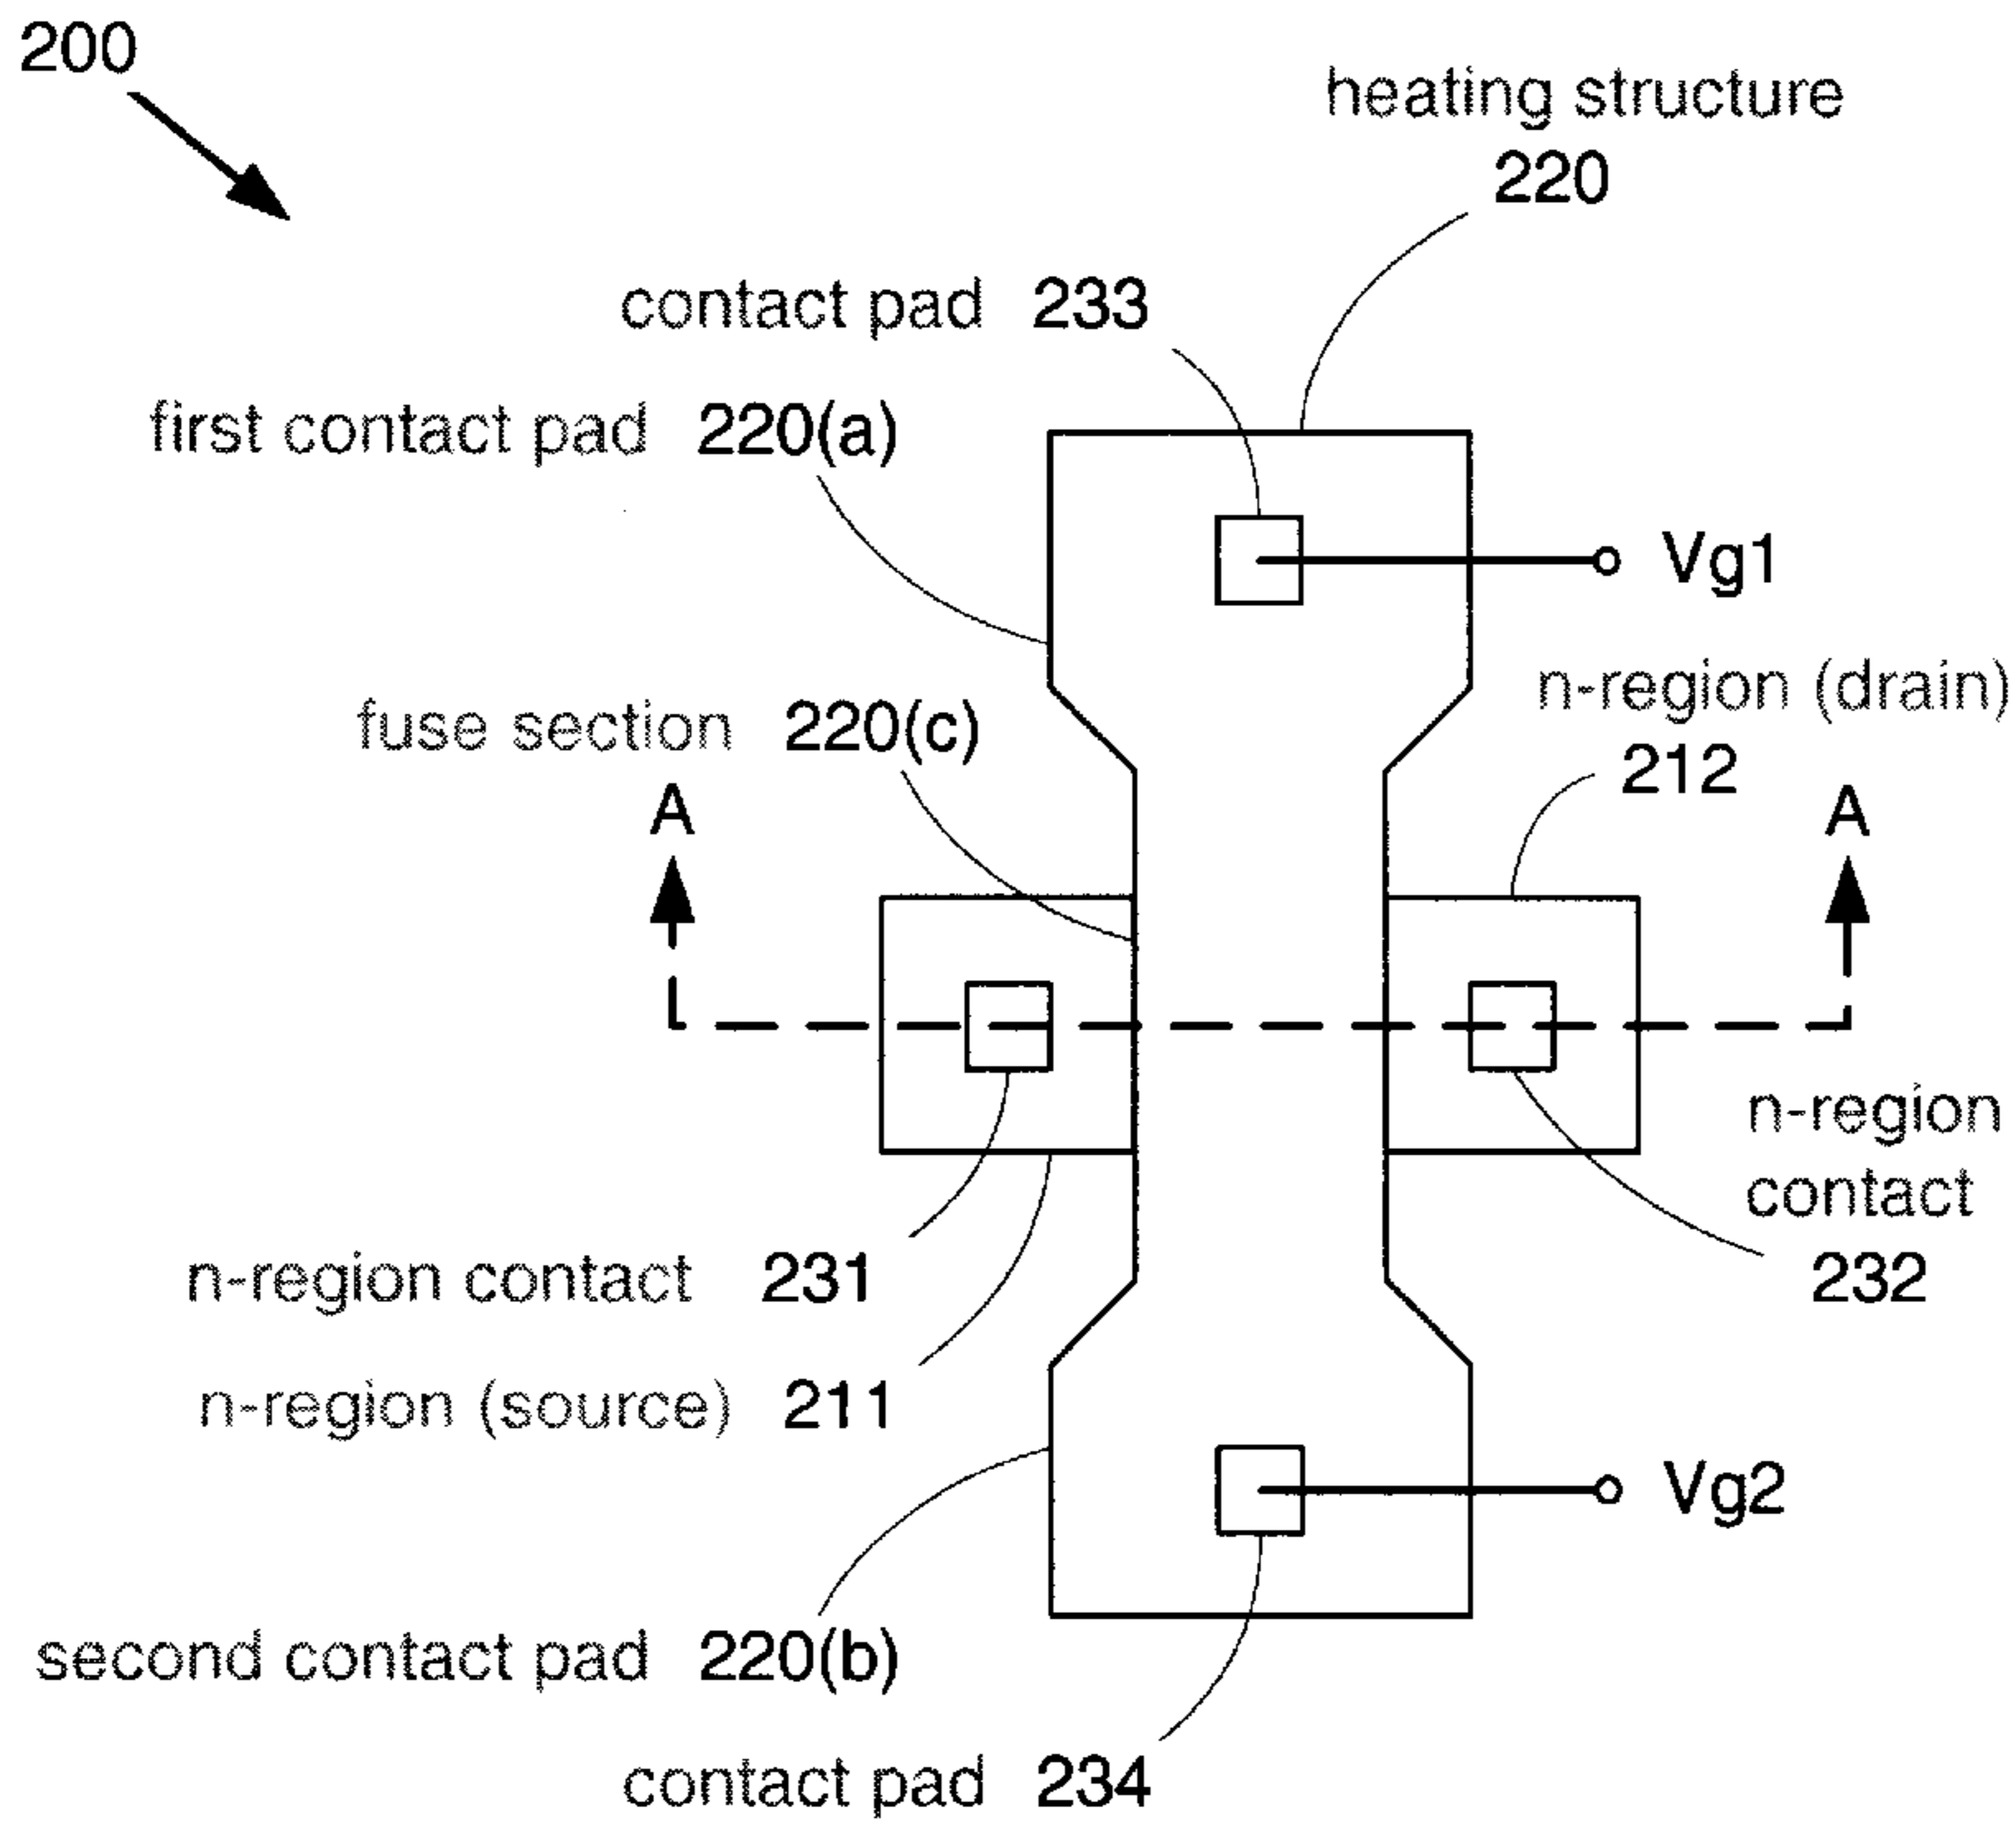 200
heating structure
220
contact pad 233
first contact pad 220(a)
Vg1
n-region (drain)
212
fuse section 220(c)
A
A
n-region
contact
232
n-region contact 231
n-region (source) 211
Vg2
second contact pad 220(b)
contact pad 234